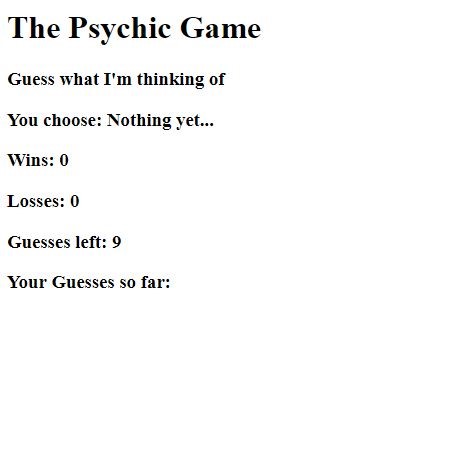 The Psychic Game
Guess what I'm thinking of
You choose: Nothing yet...
Wins: 0
Losses: 0
Guesses left: 9
Your Guesses so far: